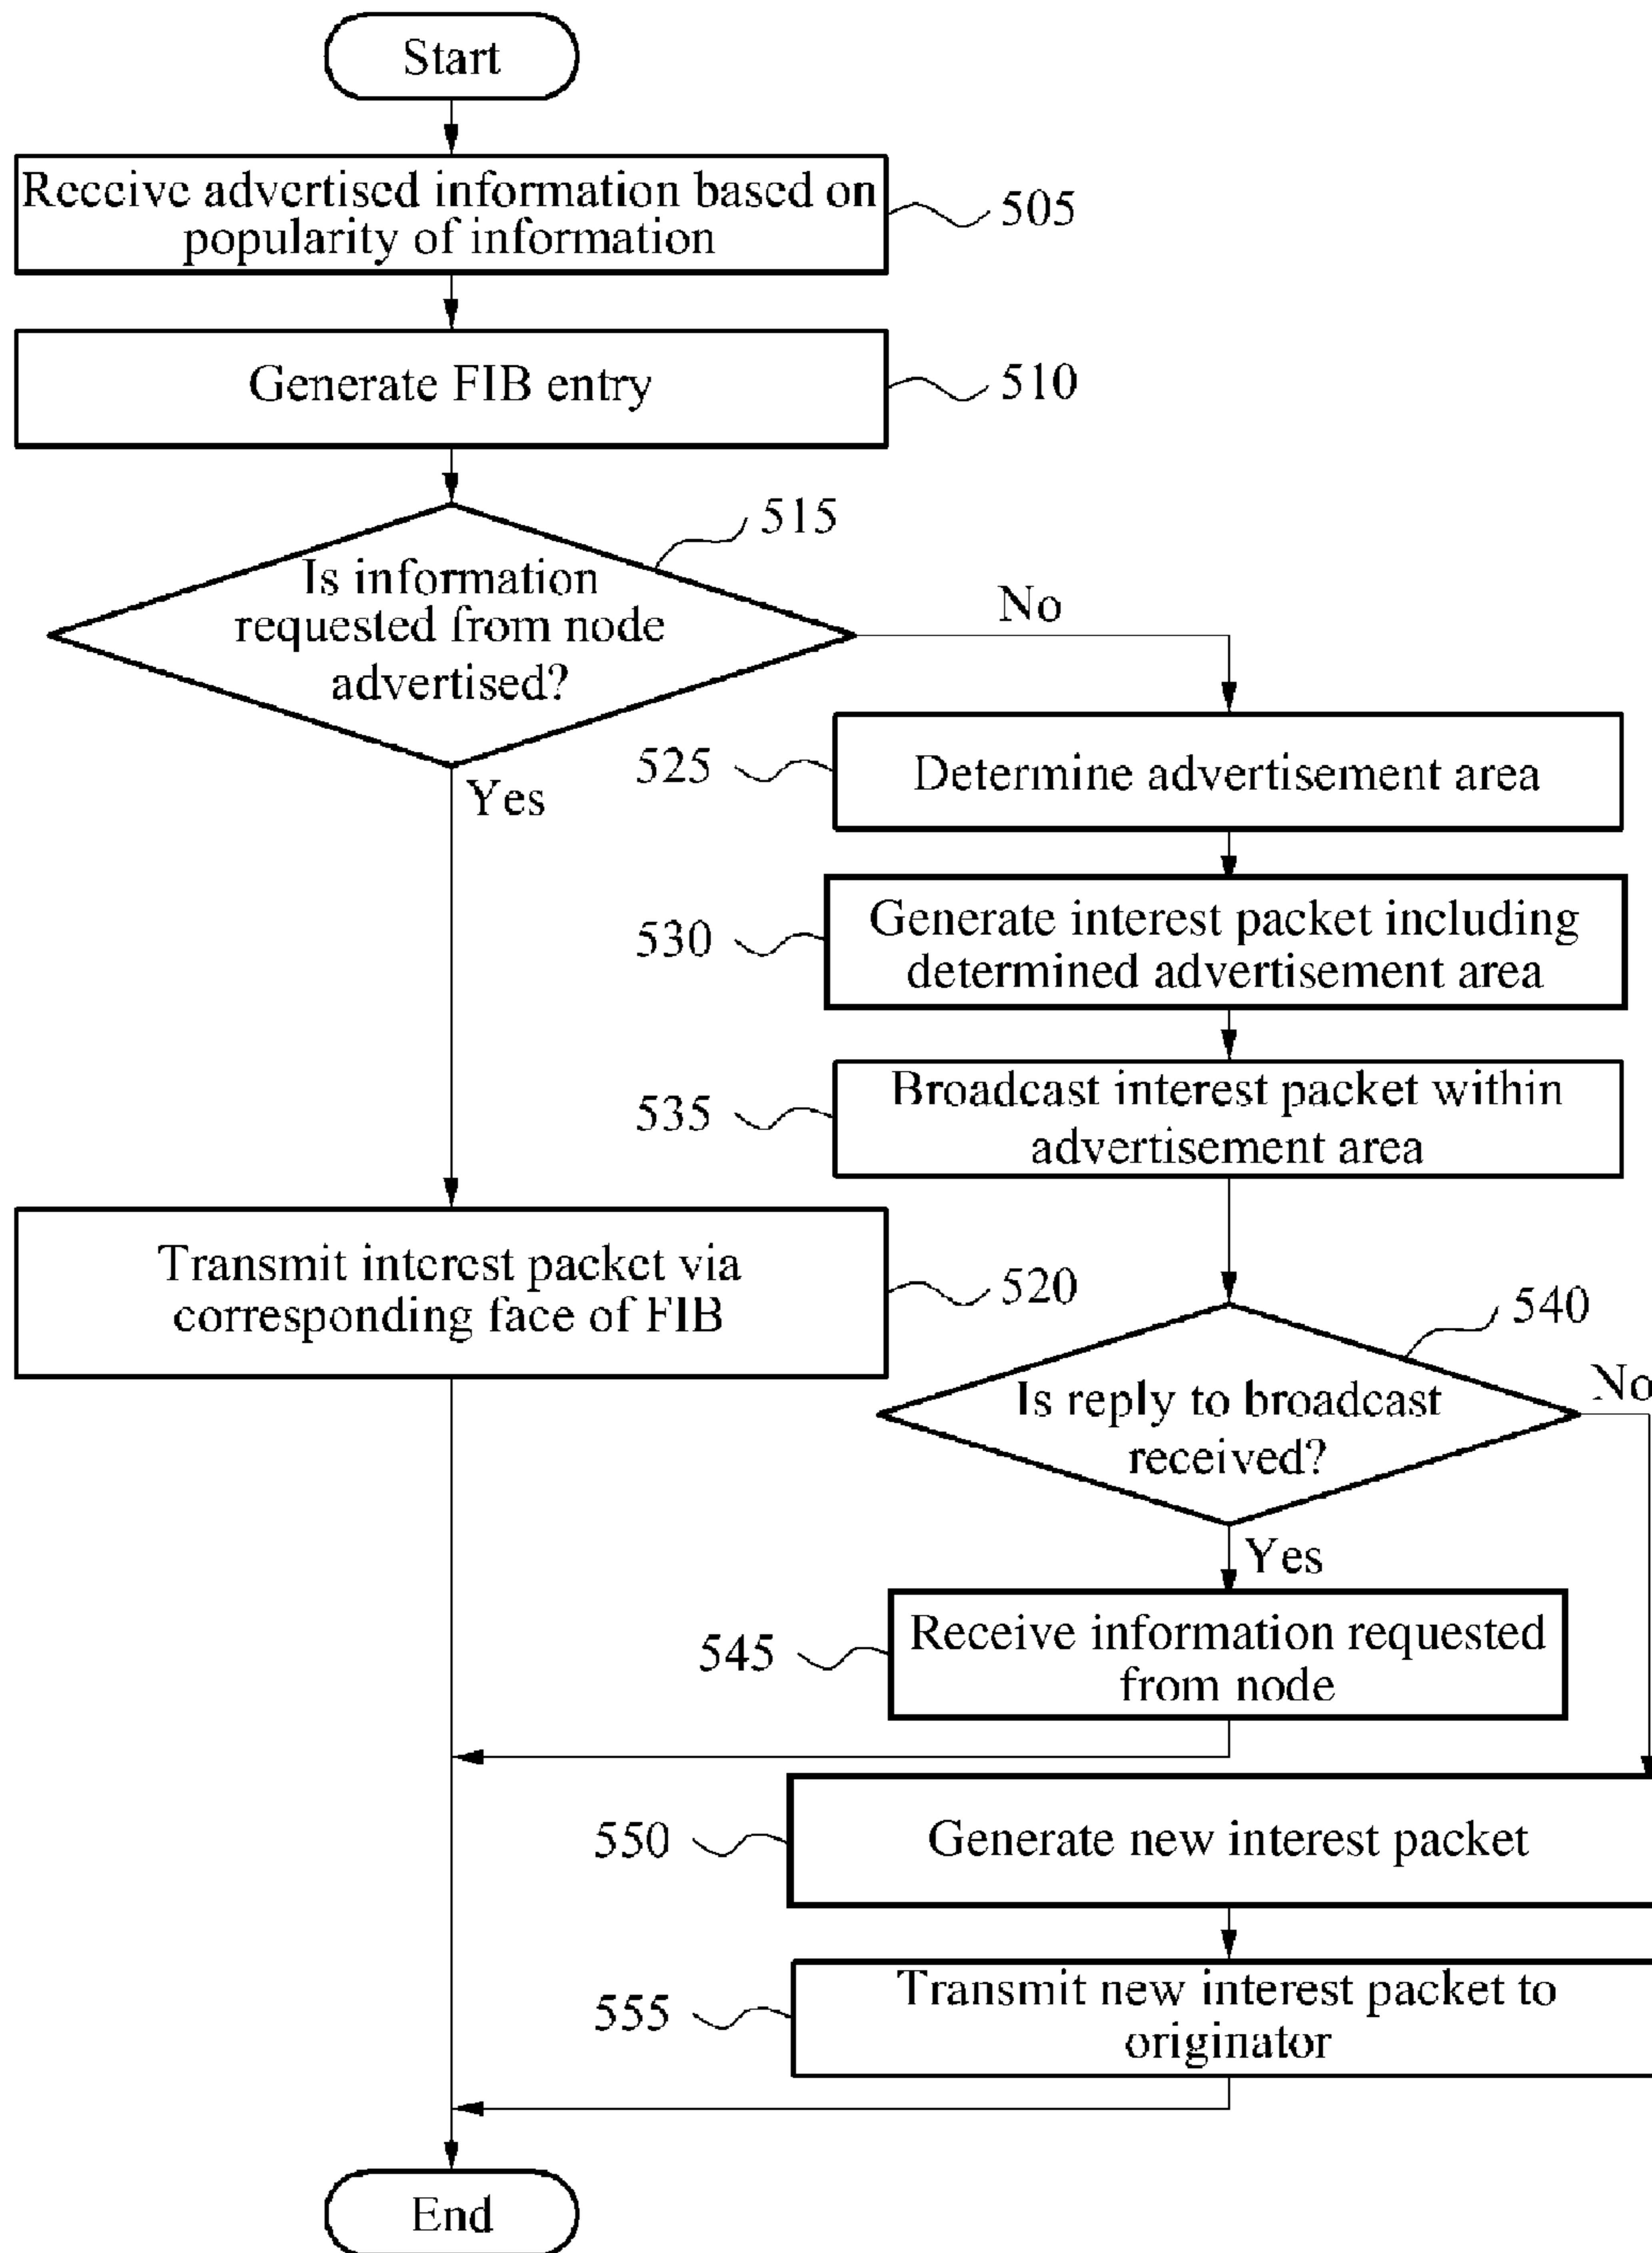 Start
Receive advertised information based on
popularity of information
505
Generate FIB entry
510
515
Is information
requested from node
advertised?
No
Yes
525
Determine advertisement area
530
Generate interest packet including
determined advertisement area
535
Broadcast interest packet within
advertisement area
Transmit interest packet via
corresponding face of FIB
520
540
Is reply to broadcast
received?
No
Yes
545
Receive information requested
from node
550
Generate new interest packet
555
Transmit new interest packet to
originator
End